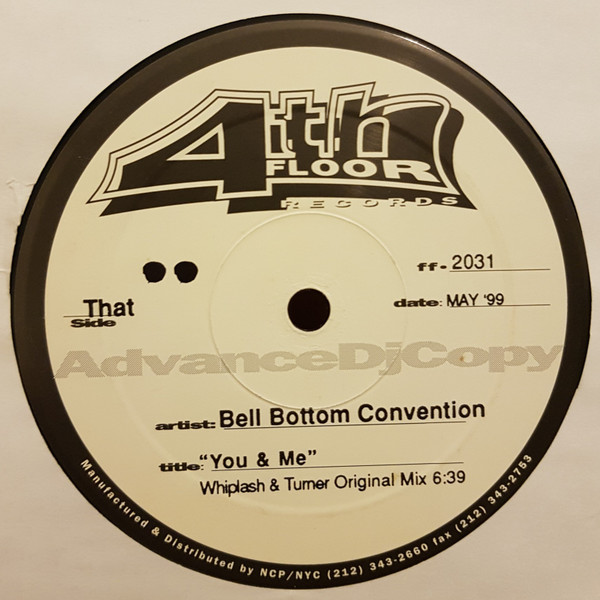 4th
FLOOR
RECORDS
ff- 2031
That
Side
date: MAY '99
AdvanceDjCopy
artist: Bell Bottom Convention
title: "You & Me"
Whiplash & Turner Original Mix 6:39
Manufactured & Distributed by NCP/NYC (212) 343-2660 fax (212) 343-2753